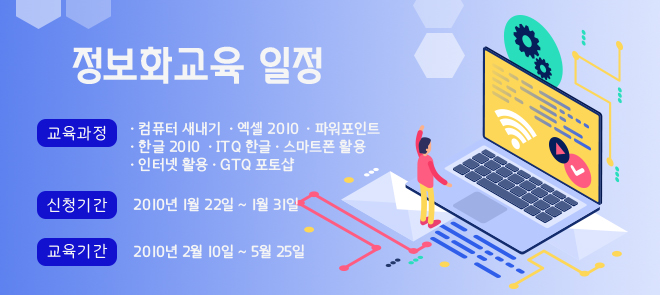 정보화교육 일정
교육과정
· 컴퓨터 새내기 · 엑셀 2010 · 파워포인트
· 한글 2010 · ITQ 한글 · 스마트폰 활용
· 인터넷 활용 · GTQ 포토샵
신청기간 2010년 1월 22일 ~ 1월 31일
교육기간 2010년 2월 10일 ~ 5월 25일